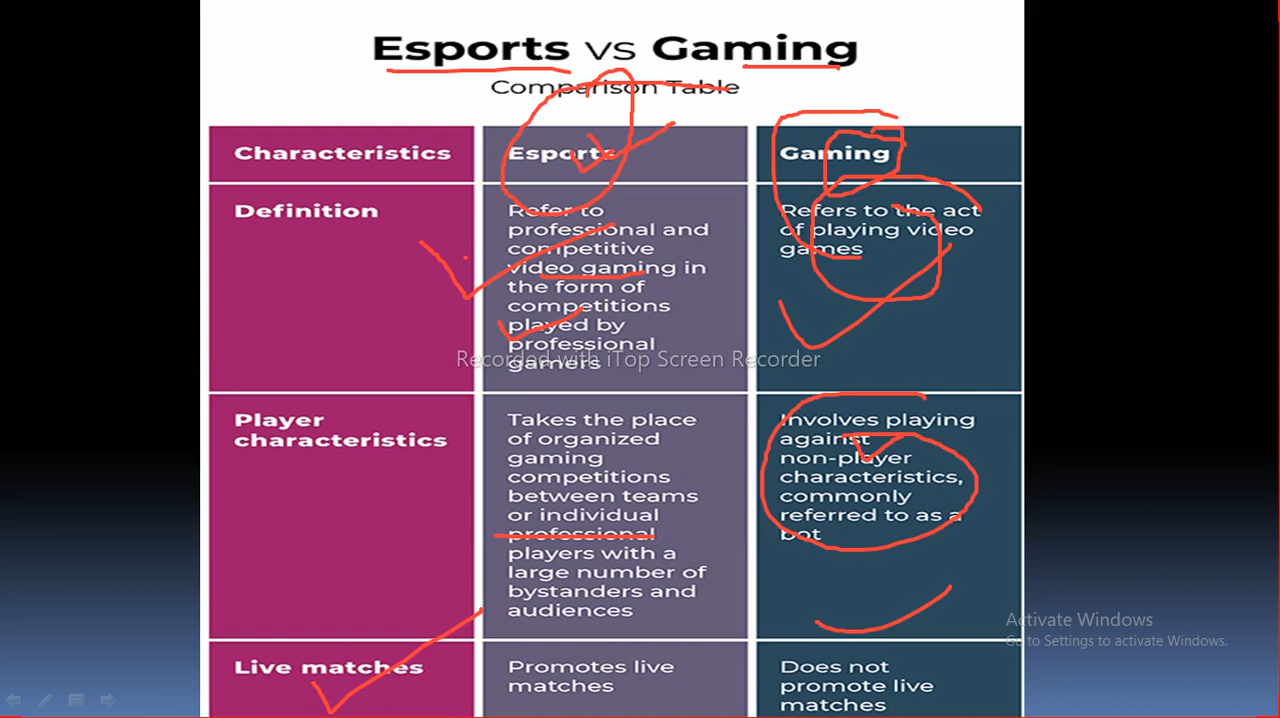 Esports vs Gaming
Comparison Table
Characteristics
Esports
Gaming
Definition
Refer to
professional and
competitive
video gaming in
the form of
competitions
played by
professional
gamers
Refers to the act
of playing video
games
Player
characteristics
Takes the place
of organized
gaming
competitions
between teams
or individual
professional
players with a
large number of
bystanders and
audiences
Involves playing
against
non-player
characteristics,
commonly
referred to as a
bot
Live matches
Promotes live
matches
Does not
promote live
matches
Recorded with iTop Screen Recorder
Activate Windows
Go to Settings to activate Windows.